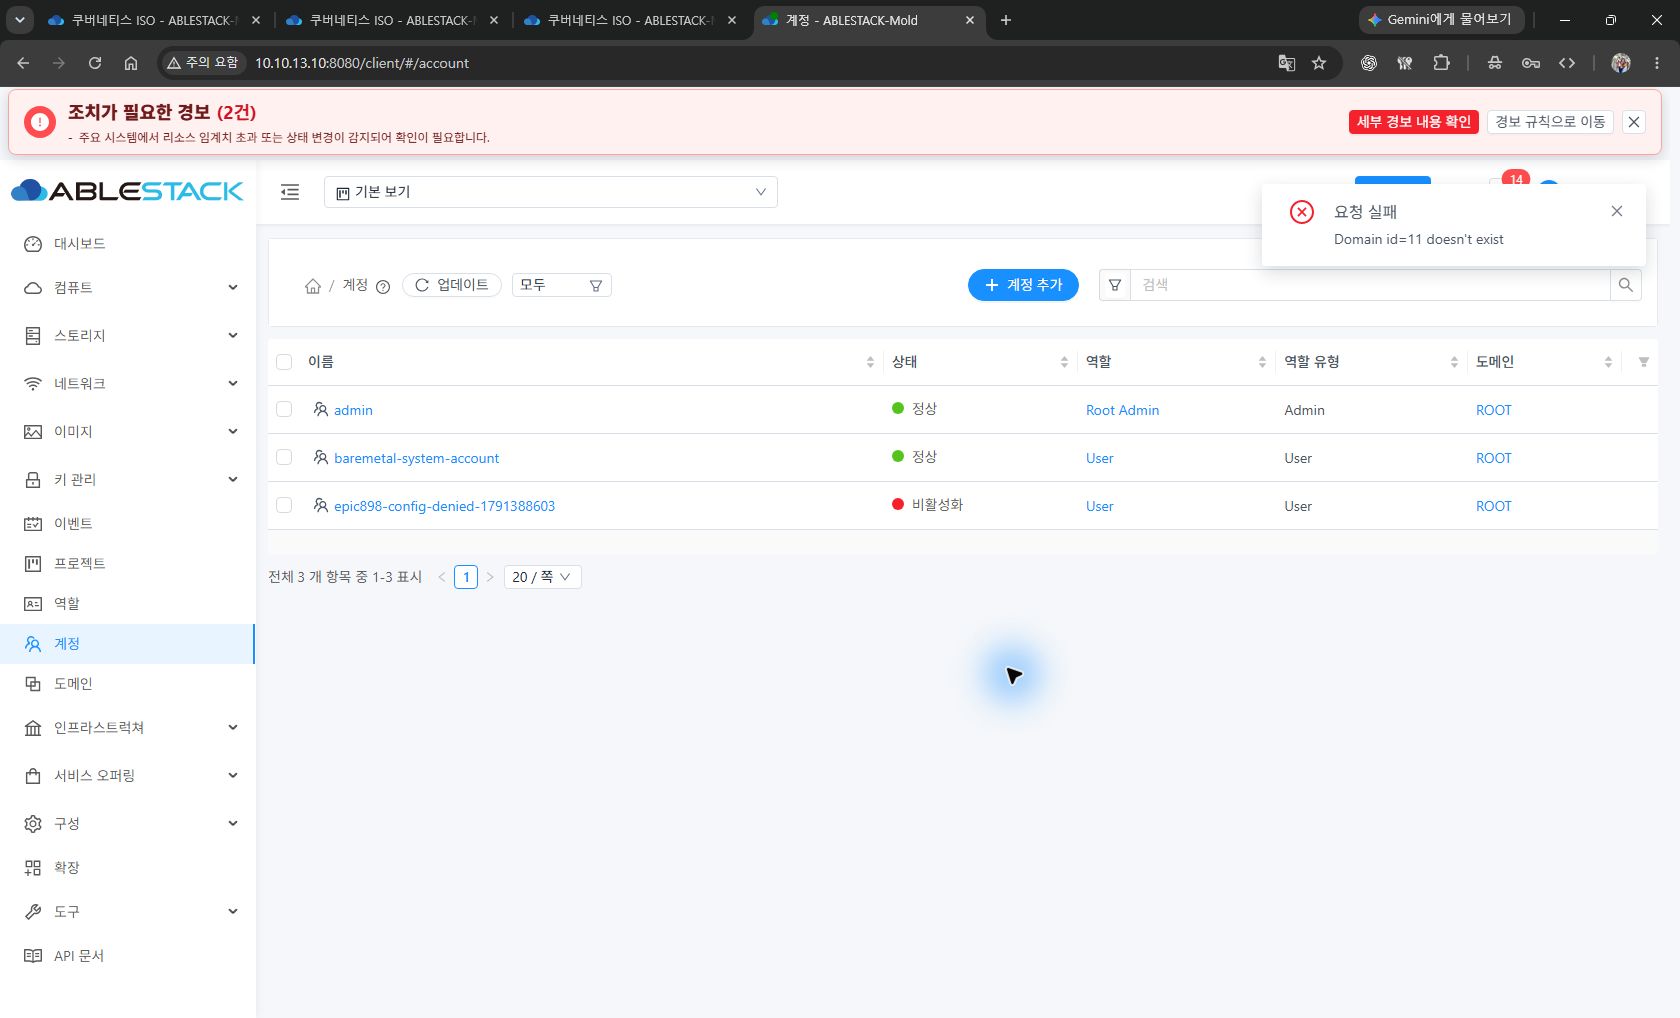 쿠버네티스 ISO - ABLESTACK-
쿠버네티스 ISO - ABLESTACK-
쿠버네티스 ISO - ABLESTACK-
계정 - ABLESTACK-Mold
Gemini에게 물어보기
주의 요함
10.10.13.10:8080/client/#/account
조치가 필요한 경보 (2건)
- 주요 시스템에서 리소스 임계치 초과 또는 상태 변경이 감지되어 확인이 필요합니다.
세부 경보 내용 확인
경보 규칙으로 이동
ABLESTACK
기본 보기
14
요청 실패
Domain id=11 doesn't exist
대시보드
컴퓨트
스토리지
네트워크
이미지
키 관리
이벤트
프로젝트
역할
계정
도메인
인프라스트럭쳐
서비스 오퍼링
구성
확장
도구
API 문서
/ 계정
업데이트
모두
계정 추가
검색
이름 상태 역할 역할 유형 도메인
admin 정상 Root Admin Admin ROOT
baremetal-system-account 정상 User User ROOT
epic898-config-denied-1791388603 비활성화 User User ROOT
전체 3 개 항목 중 1-3 표시 < 1 > 20 / 쪽